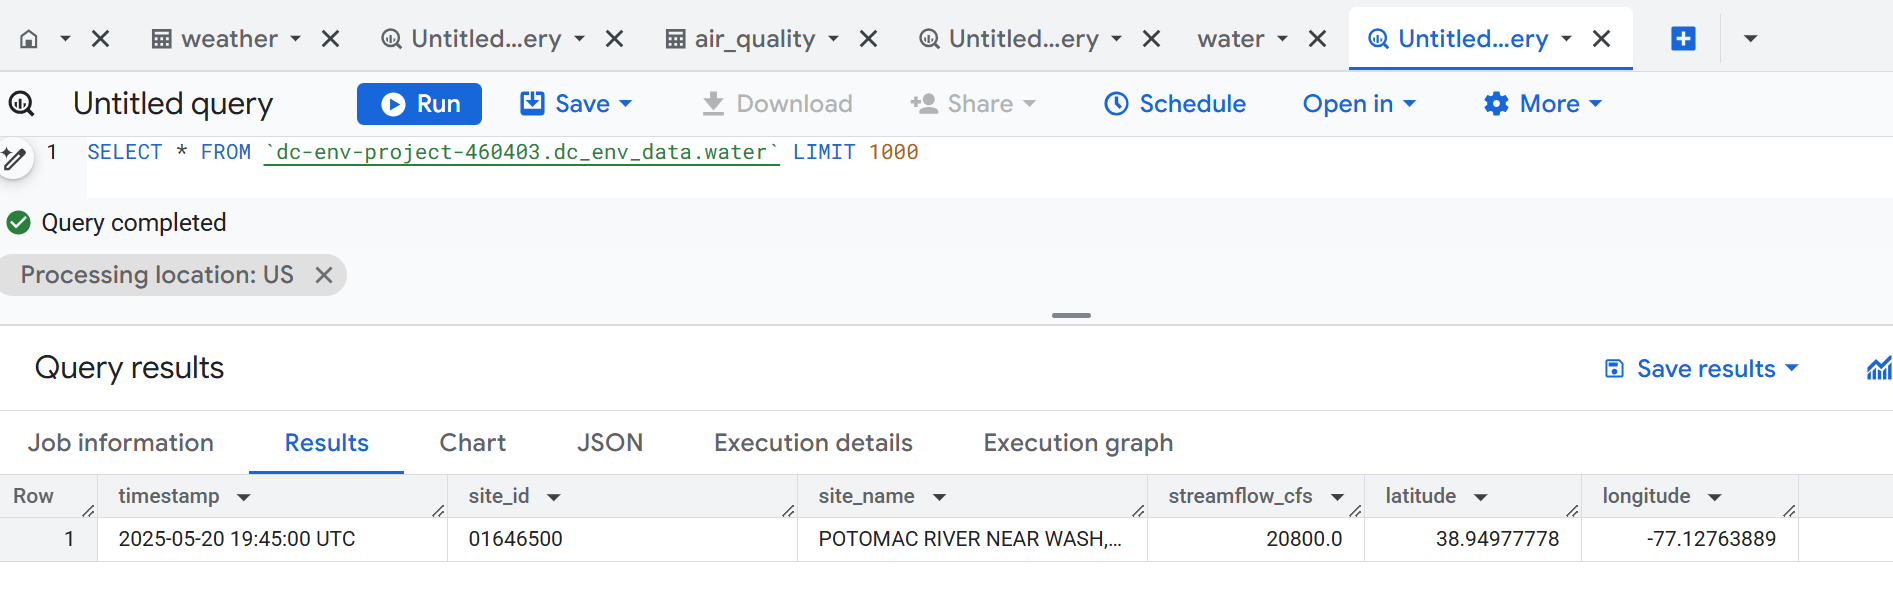 weather Untitled...ery air_quality Untitled...ery water Untitled...ery
Untitled query Run Save Download Share Schedule Open in More
1 SELECT * FROM `dc-env-project-460403.dc_env_data.water` LIMIT 1000
Query completed
Processing location: US
Query results Save results
Job information Results Chart JSON Execution details Execution graph
Row timestamp site_id site_name streamflow_cfs latitude longitude
1 2025-05-20 19:45:00 UTC 01646500 POTOMAC RIVER NEAR WASH,... 20800.0 38.94977778 -77.12763889